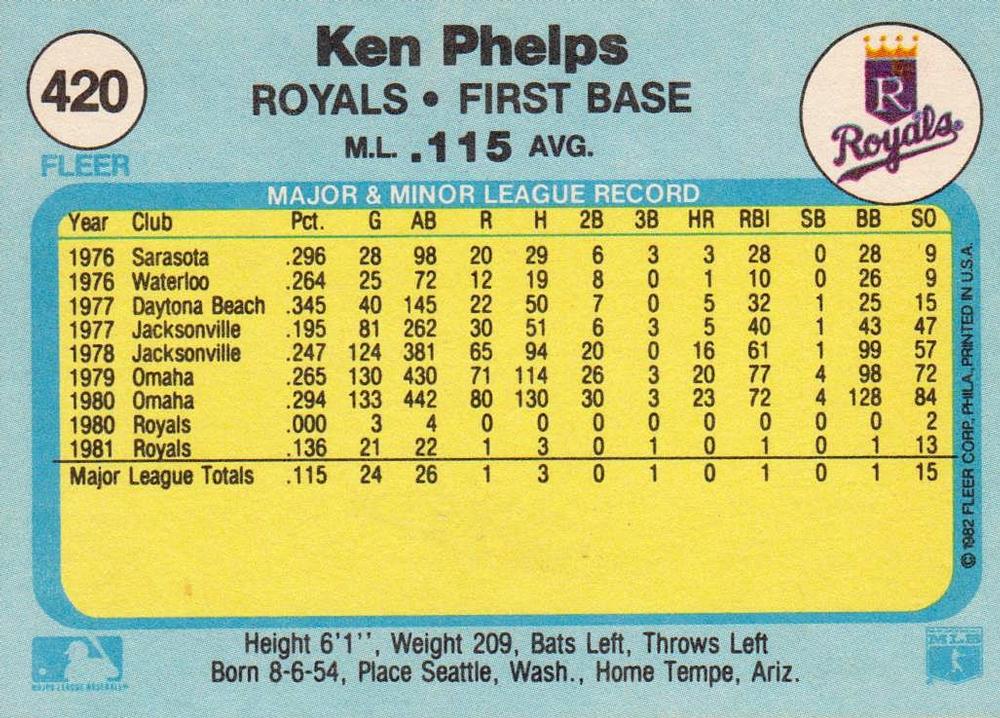 420
FLEER
Ken Phelps
ROYALS • FIRST BASE
M.L. .115 AVG.
R
Royals
MAJOR & MINOR LEAGUE RECORD
Year Club Pct. G AB R H 2B 3B HR RBI SB BB SO
1976 Sarasota .296 28 98 20 29 6 3 3 28 0 28 9
1976 Waterloo .264 25 72 12 19 8 0 1 10 0 26 9
1977 Daytona Beach .345 40 145 22 50 7 0 5 32 1 25 15
1977 Jacksonville .195 81 262 30 51 6 3 5 40 1 43 47
1978 Jacksonville .247 124 381 65 94 20 0 16 61 1 99 57
1979 Omaha .265 130 430 71 114 26 3 20 77 4 98 72
1980 Omaha .294 133 442 80 130 30 3 23 72 4 128 84
1980 Royals .000 3 4 0 0 0 0 0 0 0 0 2
1981 Royals .136 21 22 1 3 0 1 0 1 0 1 13
Major League Totals .115 24 26 1 3 0 1 0 1 0 1 15
© 1982 FLEER CORP. PHILA., PRINTED IN U.S.A.
Height 6'1'', Weight 209, Bats Left, Throws Left
Born 8-6-54, Place Seattle, Wash., Home Tempe, Ariz.
MAJOR LEAGUE BASEBALL